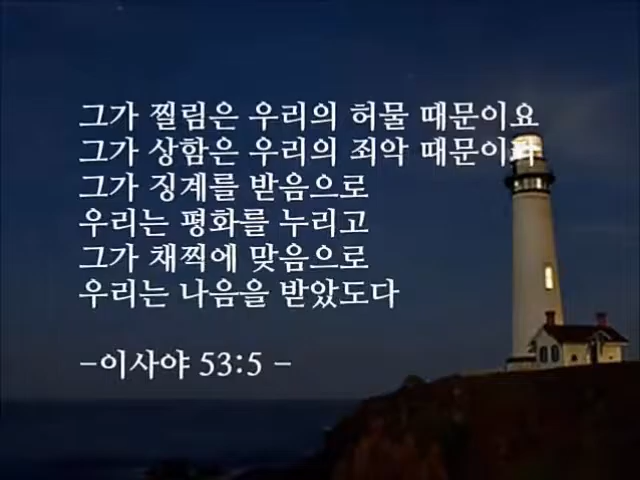 그가 찔림은 우리의 허물 때문이요
그가 상함은 우리의 죄악 때문이라
그가 징계를 받음으로
우리는 평화를 누리고
그가 채찍에 맞음으로
우리는 나음을 받았도다
-이사야 53:5 -